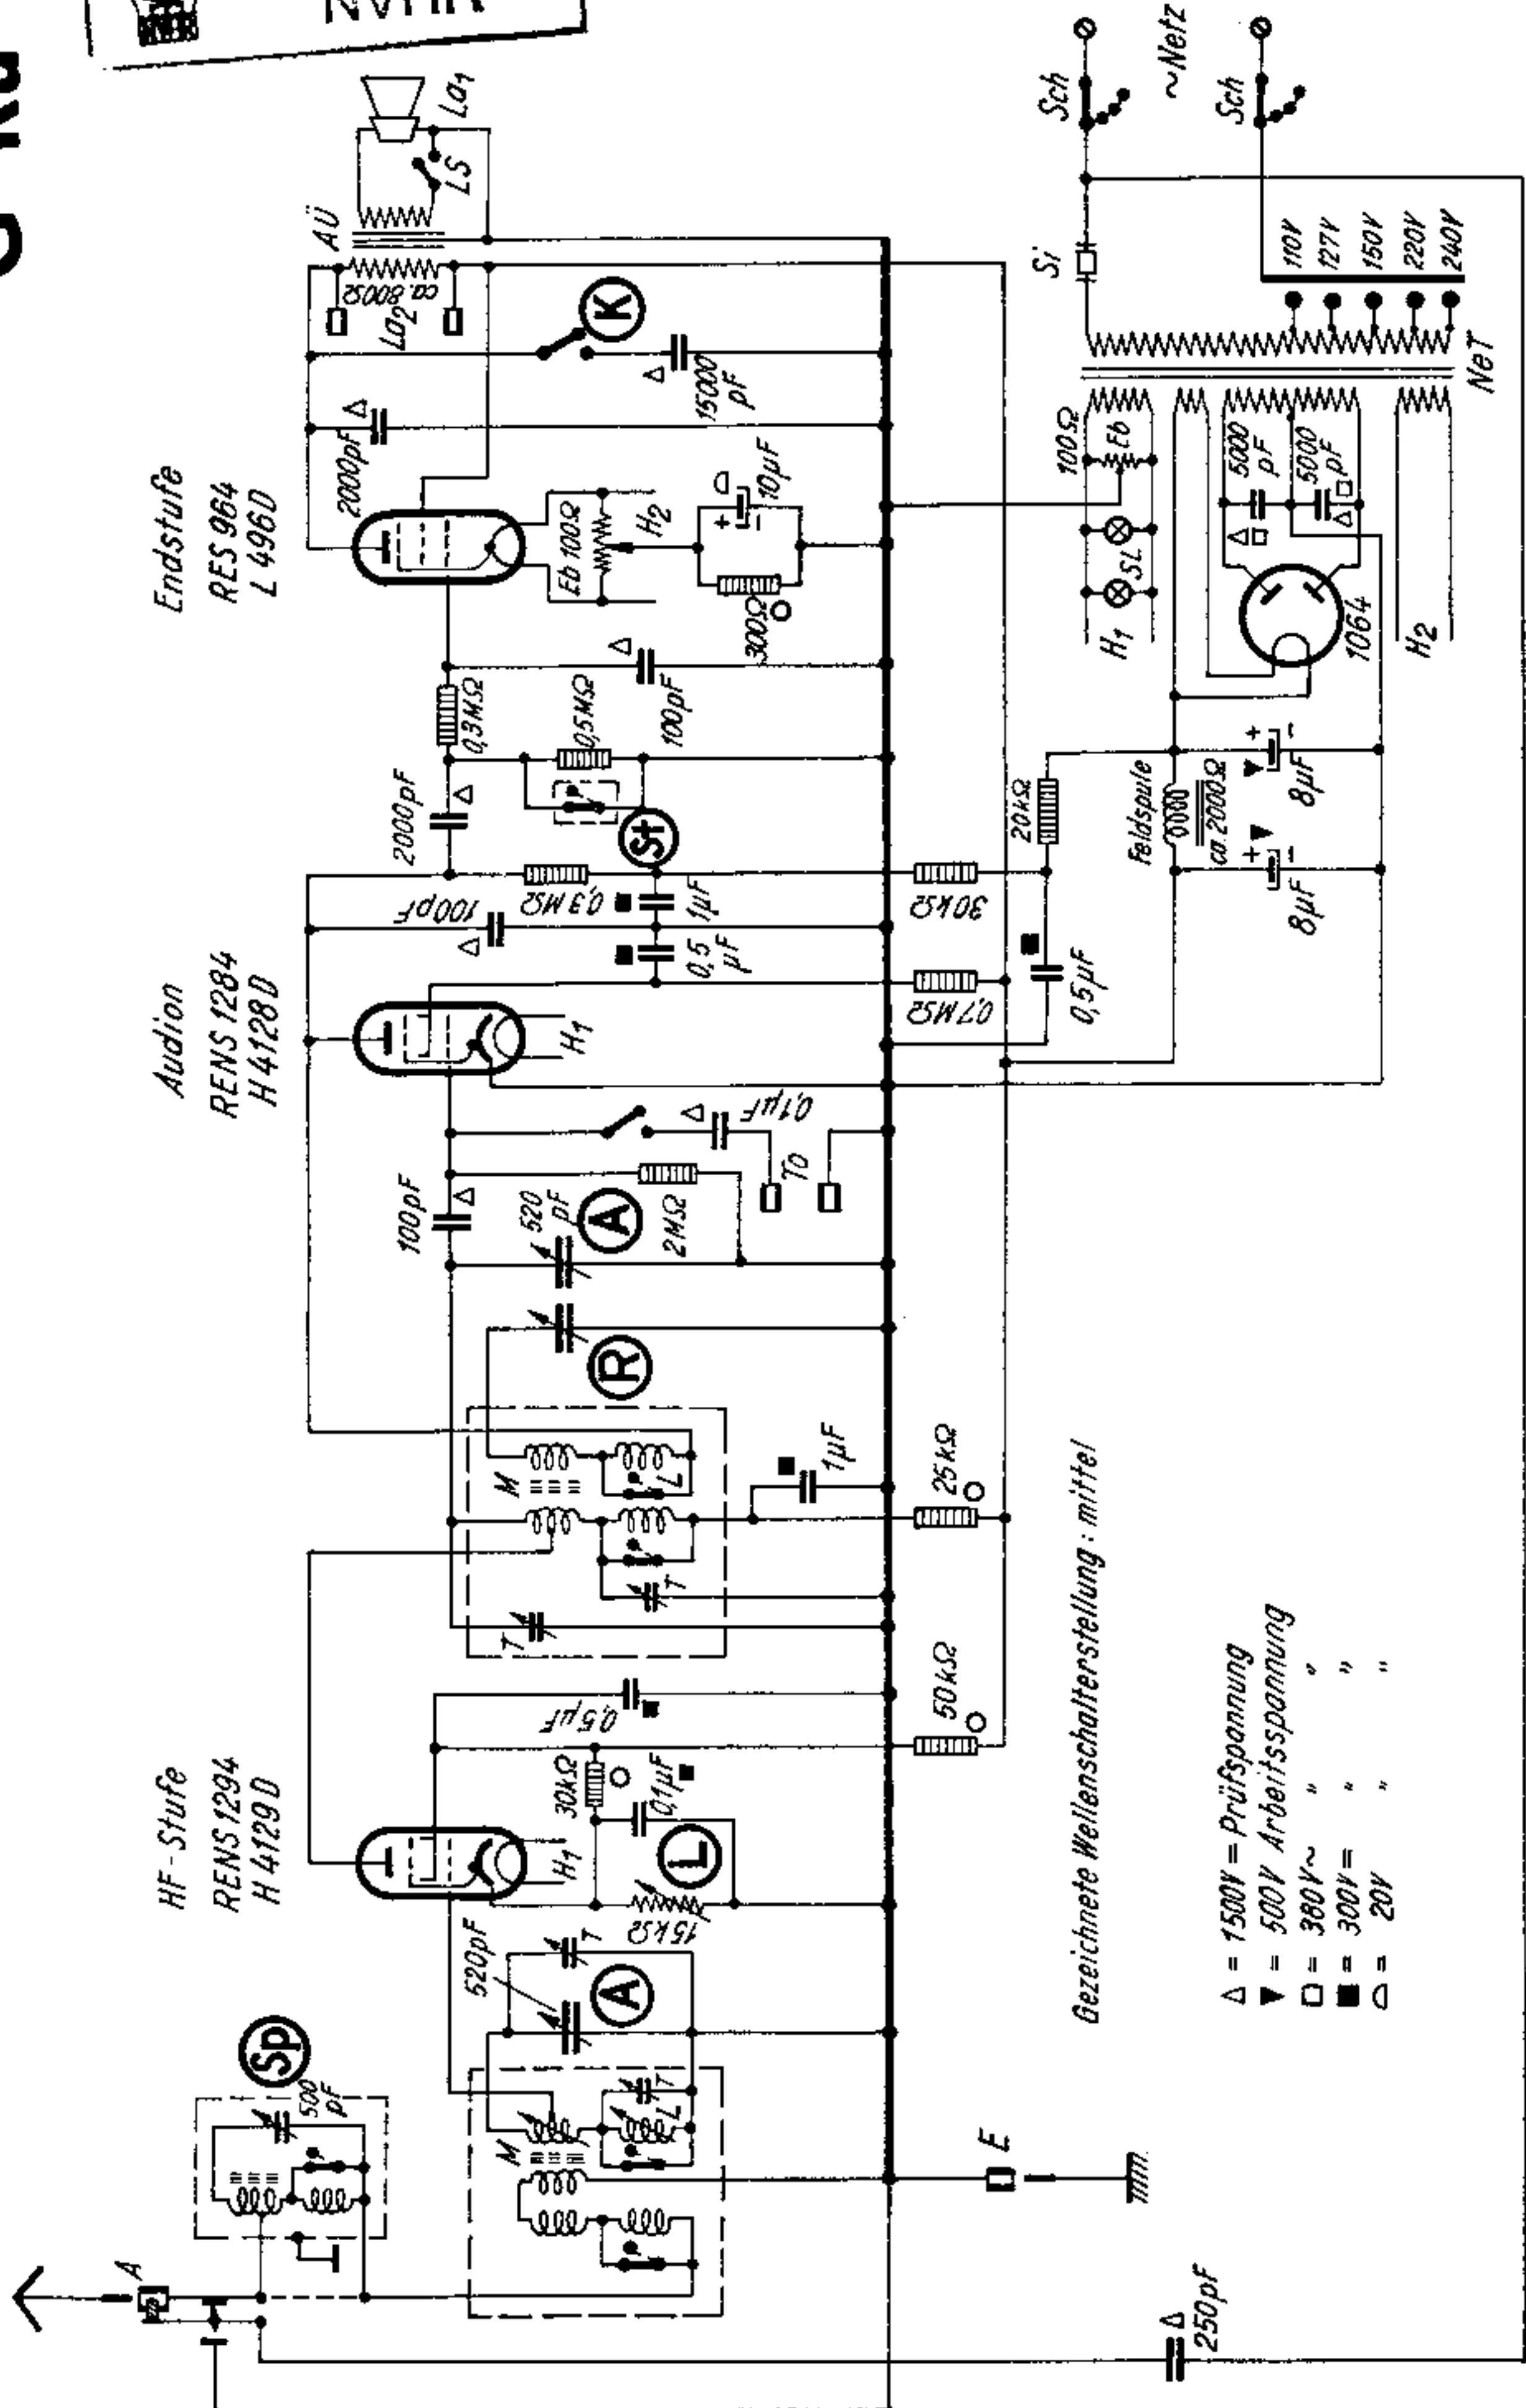 HF-Stufe
RENS 1294
H 4129 D
Audion
RENS 1284
H 4128 D
Endstufe
RES 964
L 496 D
A
Sp
500
pF
M
L
T
520pF
A
T
H1
15kΩ
L
30kΩ
0,1µF
0,5µF
50kΩ
T
T
M
L
1µF
25kΩ
R
520
pF
A
100pF
2MΩ
To
0,1µF
H1
100pF
0,5
µF
1µF
0,3MΩ
0,7MΩ
30kΩ
0,5µF
20kΩ
2000pF
St
0,5MΩ
0,3MΩ
100pF
300Ω
10µF
Eb 100Ω
H2
2000pF
15000
pF
K
La2
ca. 800Ω
AÜ
LS
La1
E
250pF
Feldspule
ca. 2000Ω
8µF
8µF
H1
SL
100Ω
Eb
5000
pF
5000
pF
1064
H2
NeT
Si
Sch
Sch
~Netz
110V
127V
150V
220V
240V
Gezeichnete Wellenschalterstellung: mittel
△ = 1500V = Prüfspannung
▼ = 500V Arbeitsspannung
□ = 380V ~ " "
■ = 300V = " "
D = 20V " "